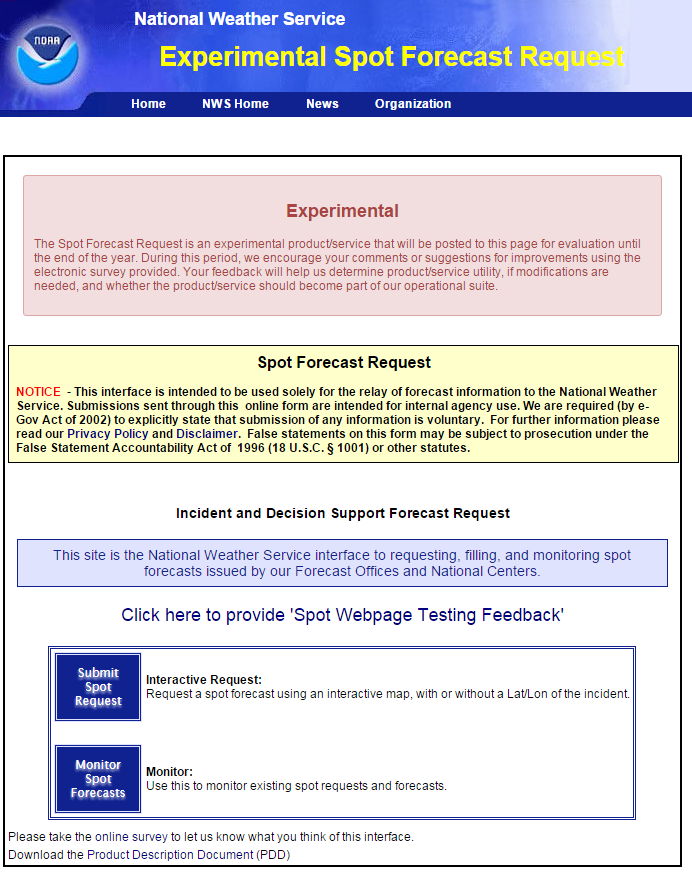 NOAA
National Weather Service
Experimental Spot Forecast Request
Home NWS Home News Organization
Experimental
The Spot Forecast Request is an experimental product/service that will be posted to this page for evaluation until
the end of the year. During this period, we encourage your comments or suggestions for improvements using the
electronic survey provided. Your feedback will help us determine product/service utility, if modifications are
needed, and whether the product/service should become part of our operational suite.
Spot Forecast Request
NOTICE - This interface is intended to be used solely for the relay of forecast information to the National Weather
Service. Submissions sent through this online form are intended for internal agency use. We are required (by e-
Gov Act of 2002) to explicitly state that submission of any information is voluntary. For further information please
read our Privacy Policy and Disclaimer. False statements on this form may be subject to prosecution under the
False Statement Accountability Act of 1996 (18 U.S.C. § 1001) or other statutes.
Incident and Decision Support Forecast Request
This site is the National Weather Service interface to requesting, filling, and monitoring spot
forecasts issued by our Forecast Offices and National Centers.
Click here to provide 'Spot Webpage Testing Feedback'
Submit
Spot
Request
Interactive Request:
Request a spot forecast using an interactive map, with or without a Lat/Lon of the incident.
Monitor
Spot
Forecasts
Monitor:
Use this to monitor existing spot requests and forecasts.
Please take the online survey to let us know what you think of this interface.
Download the Product Description Document (PDD)